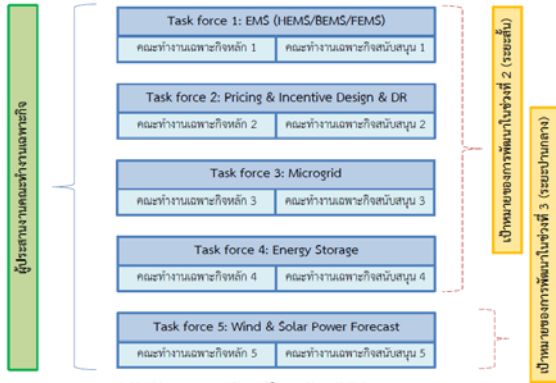 ผู้ประสานงานคณะทำงานเฉพาะกิจ
Task force 1: EMS (HEMS/BEMS/FEMS)
คณะทำงานเฉพาะกิจหลัก 1
คณะทำงานเฉพาะกิจสนับสนุน 1
Task force 2: Pricing & Incentive Design & DR
คณะทำงานเฉพาะกิจหลัก 2
คณะทำงานเฉพาะกิจสนับสนุน 2
Task force 3: Microgrid
คณะทำงานเฉพาะกิจหลัก 3
คณะทำงานเฉพาะกิจสนับสนุน 3
Task force 4: Energy Storage
คณะทำงานเฉพาะกิจหลัก 4
คณะทำงานเฉพาะกิจสนับสนุน 4
Task force 5: Wind & Solar Power Forecast
คณะทำงานเฉพาะกิจหลัก 5
คณะทำงานเฉพาะกิจสนับสนุน 5
เป้าหมายของการพัฒนาในช่วงที่ 2 (ระยะสั้น)
เป้าหมายของการพัฒนาในช่วงที่ 3 (ระยะปานกลาง)